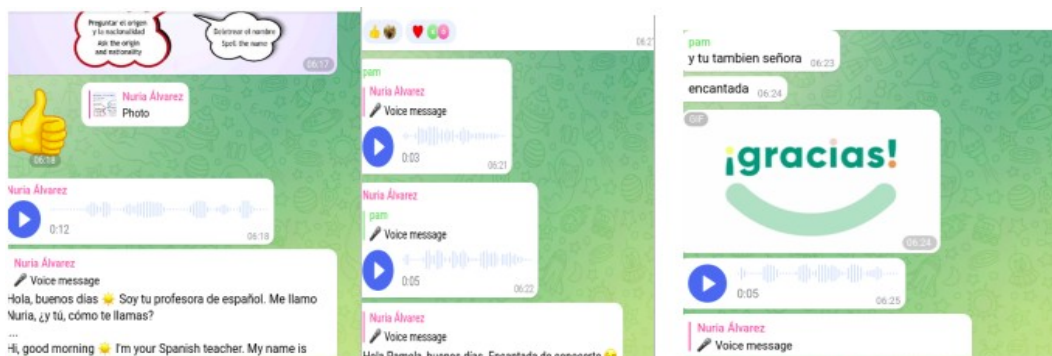 Preguntar el origen
y la nacionalidad
Ask the origin
and nationality
Deletrear el nombre
Spell the name
06:17
Nuria Álvarez
Photo
06:18
Nuria Álvarez
0:12
06:18
Nuria Álvarez
Voice message
Hola, buenos días Soy tu profesora de español. Me llamo
Nuria, ¿y tú, cómo te llamas?
...
Hi, good morning I'm your Spanish teacher. My name is
pam
Nuria Álvarez
Voice message
0:03
06:21
Nuria Álvarez
pam
Voice message
0:05
06:22
Nuria Álvarez
Voice message
Hola Pamela, buenos días. Encantada de conocerte
pam
y tu tambien señora 06:23
encantada 06:24
GIF
¡gracias!
06:24
0:05
06:25
Nuria Álvarez
Voice message